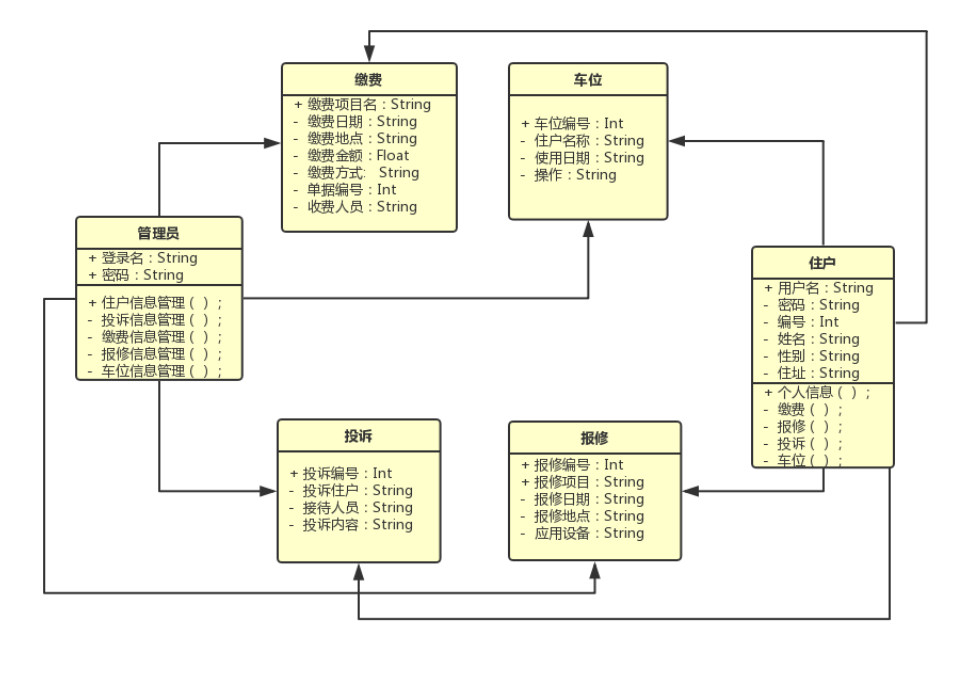 缴费
+ 缴费项目名：String
- 缴费日期：String
- 缴费地点：String
- 缴费金额：Float
- 缴费方式: String
- 单据编号：Int
- 收费人员：String
车位
+ 车位编号：Int
- 住户名称：String
- 使用日期：String
- 操作：String
管理员
+ 登录名：String
+ 密码：String
+ 住户信息管理（ ）;
- 投诉信息管理（ ）;
- 缴费信息管理（ ）;
- 报修信息管理（ ）;
- 车位信息管理（ ）;
住户
+ 用户名：String
- 密码：String
- 编号：Int
- 姓名：String
- 性别：String
- 住址：String
+ 个人信息（ ）;
- 缴费（ ）;
- 报修（ ）;
- 投诉（ ）;
- 车位（ ）;
投诉
+ 投诉编号：Int
- 投诉住户：String
- 接待人员：String
- 投诉内容：String
报修
+ 报修编号：Int
+ 报修项目：String
- 报修日期：String
- 报修地点：String
- 应用设备：String